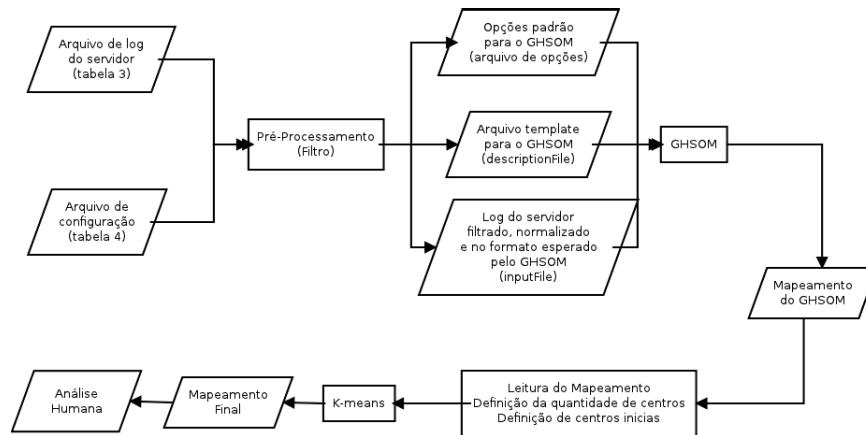 Arquivo de log
do servidor
(tabela 3)
Arquivo de
configuração
(tabela 4)
Pré-Processamento
(Filtro)
Opções padrão
para o GHSOM
(arquivo de opções)
Arquivo template
para o GHSOM
(descriptionFile)
Log do servidor
filtrado, normalizado
e no formato esperado
pelo GHSOM
(inputFile)
GHSOM
Mapeamento
do GHSOM
Leitura do Mapeamento
Definição da quantidade de centros
Definição de centros inicias
K-means
Mapeamento
Final
Análise
Humana